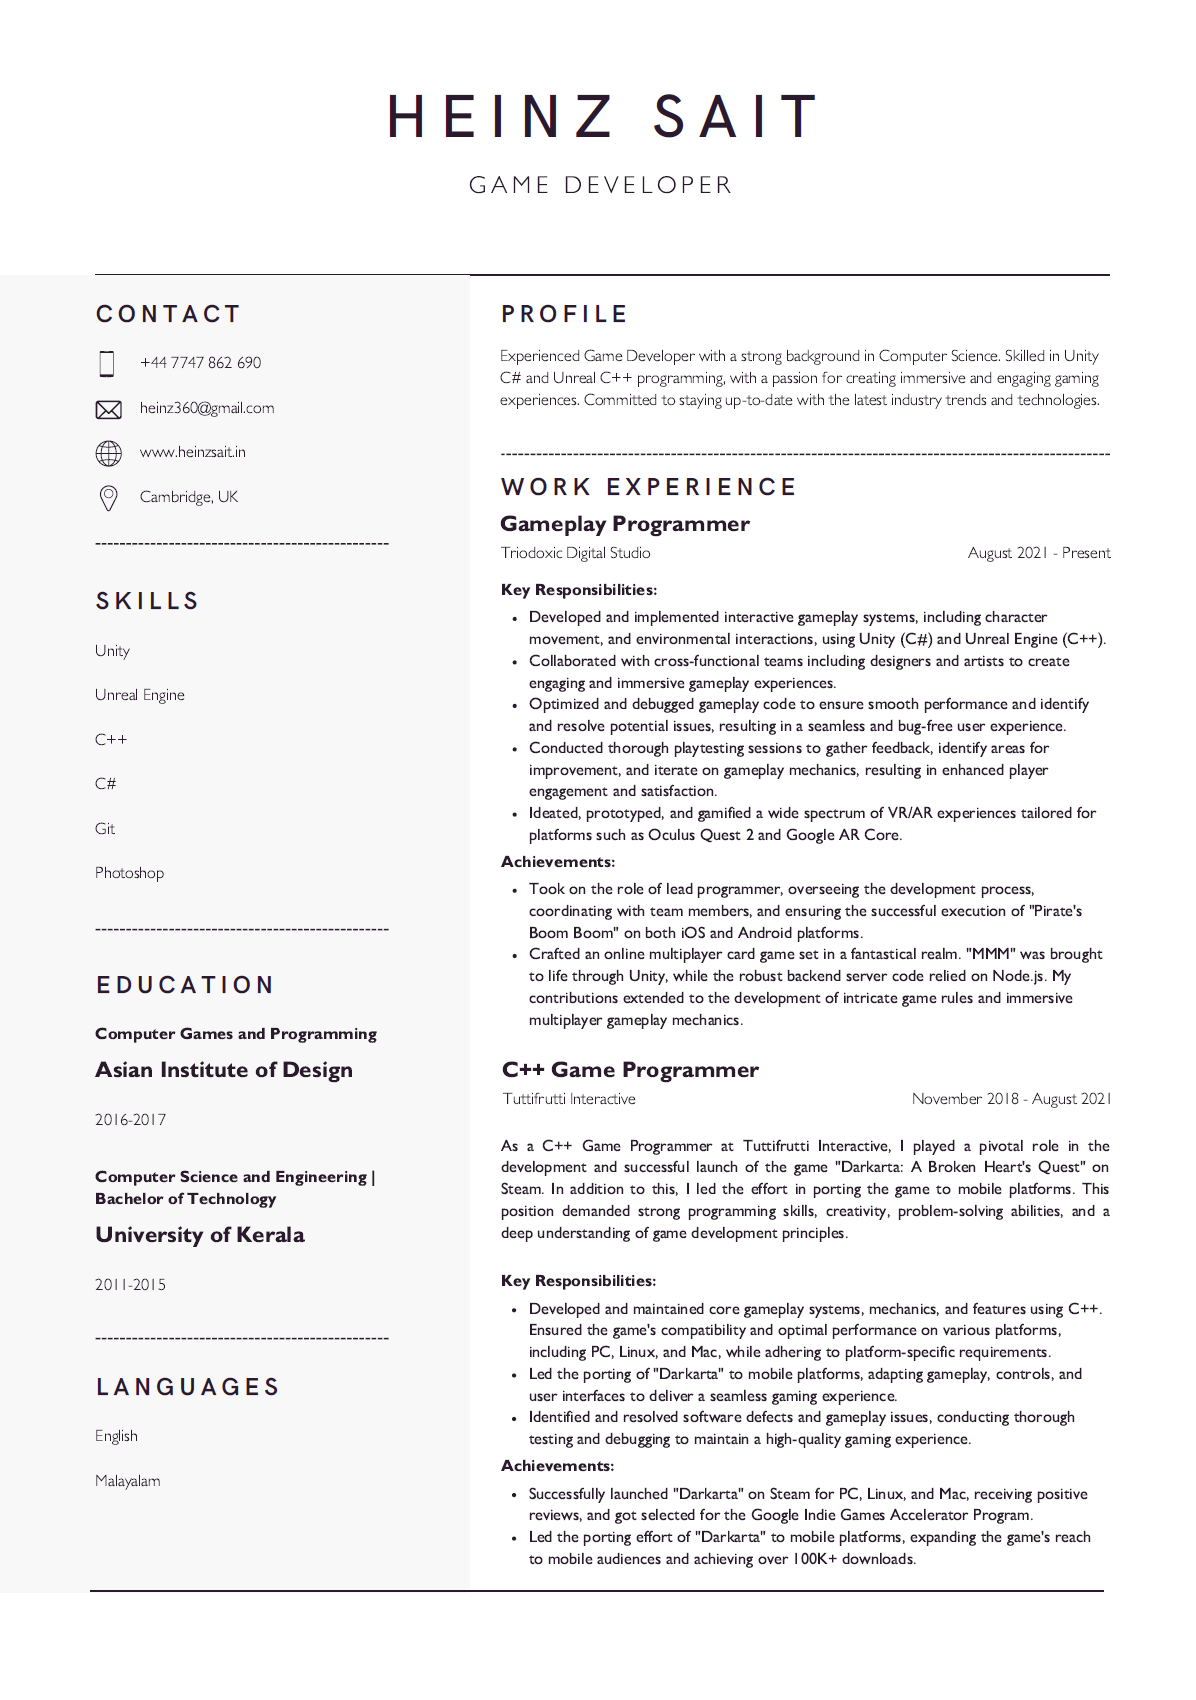 HEINZ SAIT
GAME DEVELOPER
CONTACT
+44 7747 862 690
heinz360@gmail.com
www.heinzsait.in
Cambridge, UK
------------------------------------------------
SKILLS
Unity
Unreal Engine
C++
C#
Git
Photoshop
------------------------------------------------
EDUCATION
Computer Games and Programming
Asian Institute of Design
2016-2017
Computer Science and Engineering |
Bachelor of Technology
University of Kerala
2011-2015
------------------------------------------------
LANGUAGES
English
Malayalam
PROFILE
Experienced Game Developer with a strong background in Computer Science. Skilled in Unity
C# and Unreal C++ programming, with a passion for creating immersive and engaging gaming
experiences. Committed to staying up-to-date with the latest industry trends and technologies.
----------------------------------------------------------------------------------------------------
WORK EXPERIENCE
Gameplay Programmer
Triodoxic Digital Studio August 2021 - Present
Key Responsibilities:
• Developed and implemented interactive gameplay systems, including character
movement, and environmental interactions, using Unity (C#) and Unreal Engine (C++).
• Collaborated with cross-functional teams including designers and artists to create
engaging and immersive gameplay experiences.
• Optimized and debugged gameplay code to ensure smooth performance and identify
and resolve potential issues, resulting in a seamless and bug-free user experience.
• Conducted thorough playtesting sessions to gather feedback, identify areas for
improvement, and iterate on gameplay mechanics, resulting in enhanced player
engagement and satisfaction.
• Ideated, prototyped, and gamified a wide spectrum of VR/AR experiences tailored for
platforms such as Oculus Quest 2 and Google AR Core.
Achievements:
• Took on the role of lead programmer, overseeing the development process,
coordinating with team members, and ensuring the successful execution of "Pirate's
Boom Boom" on both iOS and Android platforms.
• Crafted an online multiplayer card game set in a fantastical realm. "MMM" was brought
to life through Unity, while the robust backend server code relied on Node.js. My
contributions extended to the development of intricate game rules and immersive
multiplayer gameplay mechanics.
C++ Game Programmer
Tuttifrutti Interactive November 2018 - August 2021
As a C++ Game Programmer at Tuttifrutti Interactive, I played a pivotal role in the
development and successful launch of the game "Darkarta: A Broken Heart's Quest" on
Steam. In addition to this, I led the effort in porting the game to mobile platforms. This
position demanded strong programming skills, creativity, problem-solving abilities, and a
deep understanding of game development principles.
Key Responsibilities:
• Developed and maintained core gameplay systems, mechanics, and features using C++.
Ensured the game's compatibility and optimal performance on various platforms,
including PC, Linux, and Mac, while adhering to platform-specific requirements.
• Led the porting of "Darkarta" to mobile platforms, adapting gameplay, controls, and
user interfaces to deliver a seamless gaming experience.
• Identified and resolved software defects and gameplay issues, conducting thorough
testing and debugging to maintain a high-quality gaming experience.
Achievements:
• Successfully launched "Darkarta" on Steam for PC, Linux, and Mac, receiving positive
reviews, and got selected for the Google Indie Games Accelerator Program.
• Led the porting effort of "Darkarta" to mobile platforms, expanding the game's reach
to mobile audiences and achieving over 100K+ downloads.